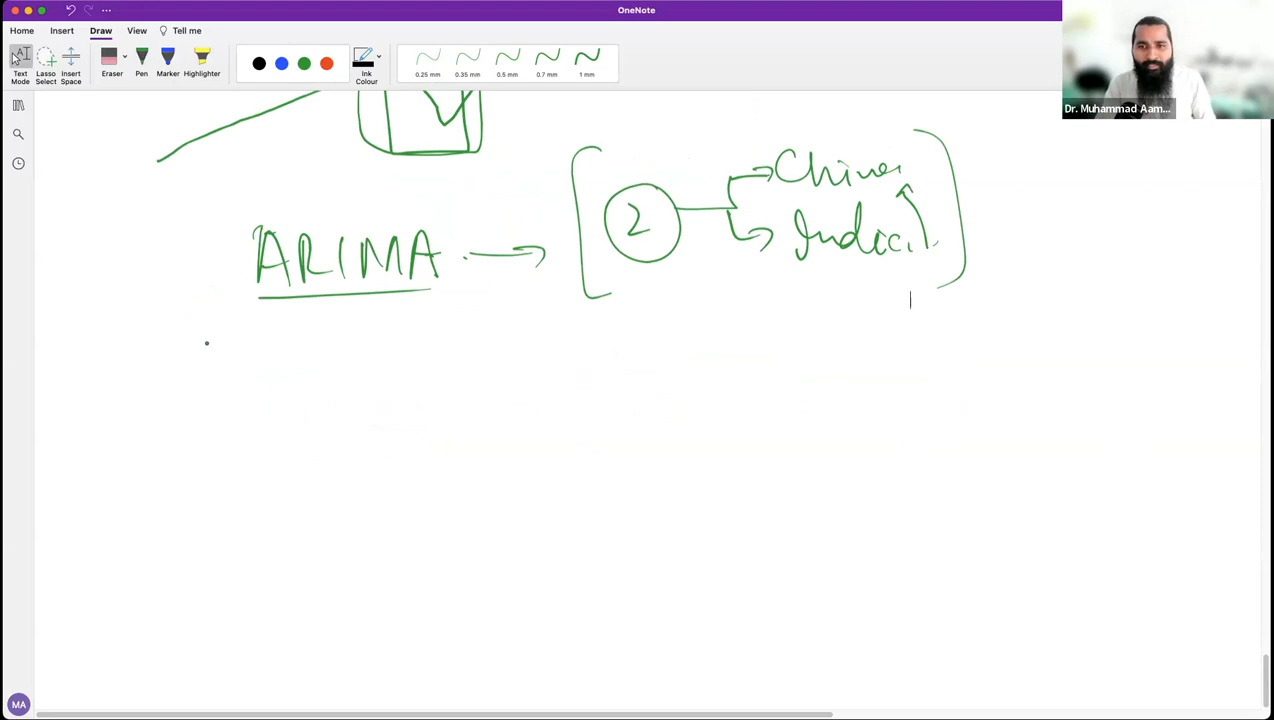 OneNote
Home Insert Draw View Tell me
Text Mode
Lasso Select
Insert Space
Eraser
Pen
Marker
Highlighter
Ink Colour
0.25 mm 0.35 mm 0.5 mm 0.7 mm 1 mm
Dr. Muhammad Aam...
China
2
India
ARIMA
MA